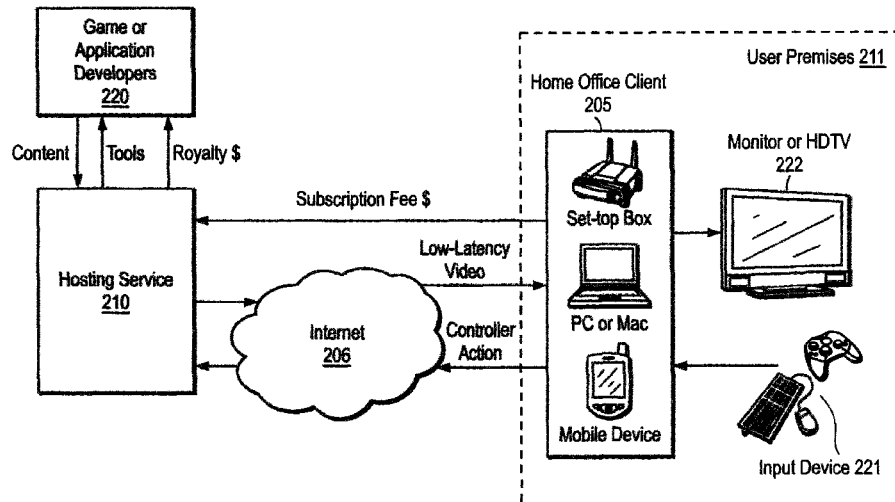 Game or
Application
Developers
220
Content
Tools
Royalty $
Hosting Service
210
Subscription Fee $
Low-Latency
Video
Internet
206
Controller
Action
User Premises 211
Home Office Client
205
Set-top Box
PC or Mac
Mobile Device
Monitor or HDTV
222
Input Device 221